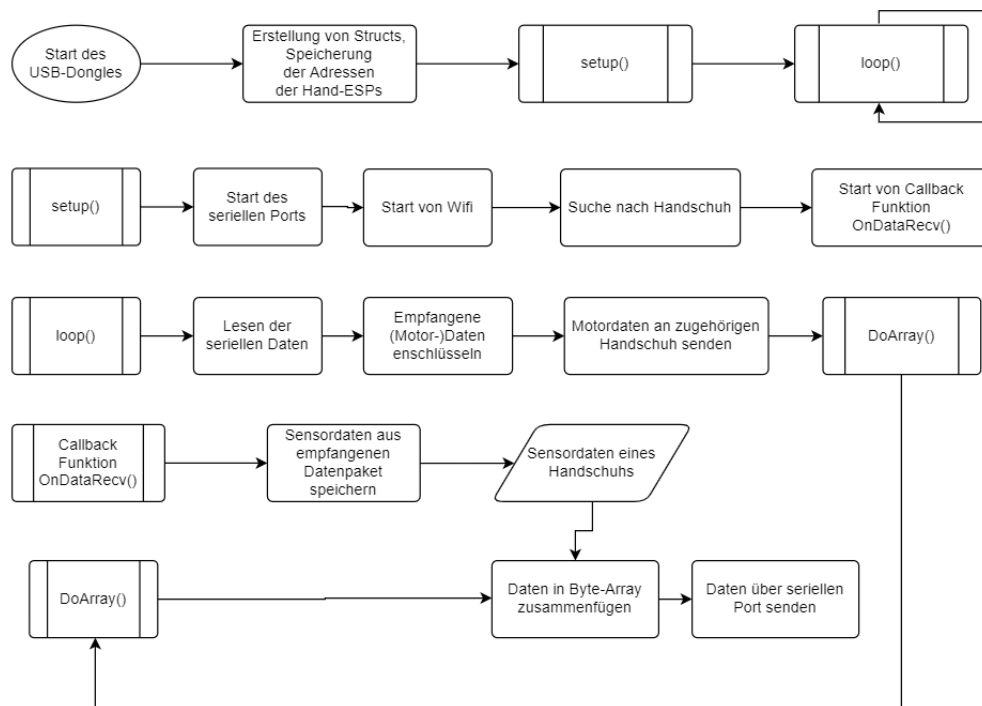 Start des
USB-Dongles
Erstellung von Structs,
Speicherung
der Adressen
der Hand-ESPs
setup()
loop()
setup()
Start des
seriellen Ports
Start von Wifi
Suche nach Handschuh
Start von Callback
Funktion
OnDataRecv()
loop()
Lesen der
seriellen Daten
Empfangene
(Motor-)Daten
enschlüseln
Motordaten an zugehörigen
Handschuh senden
DoArray()
Callback
Funktion
OnDataRecv()
Sensordaten aus
empfangenen
Datenpaket
speichern
Sensordaten eines
Handschuhs
DoArray()
Daten in Byte-Array
zusammenfügen
Daten über seriellen
Port senden